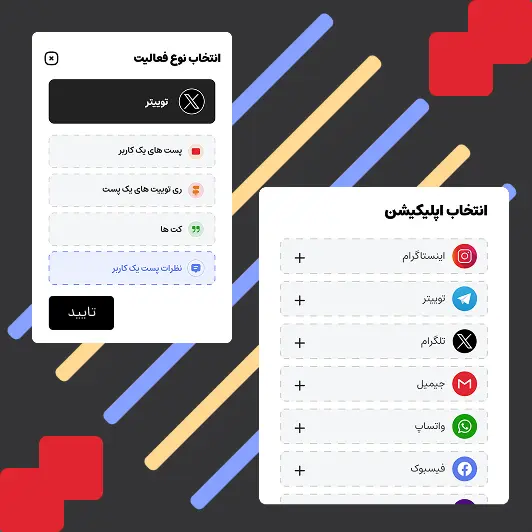 انتخاب نوع فعالیت
توییتر
پست های یک کاربر
ری توییت های یک پست
کت ها
نظرات پست یک کاربر
تایید
انتخاب اپلیکیشن
اینستاگرام
توییتر
تلگرام
جیمیل
واتساپ
فیسبوک